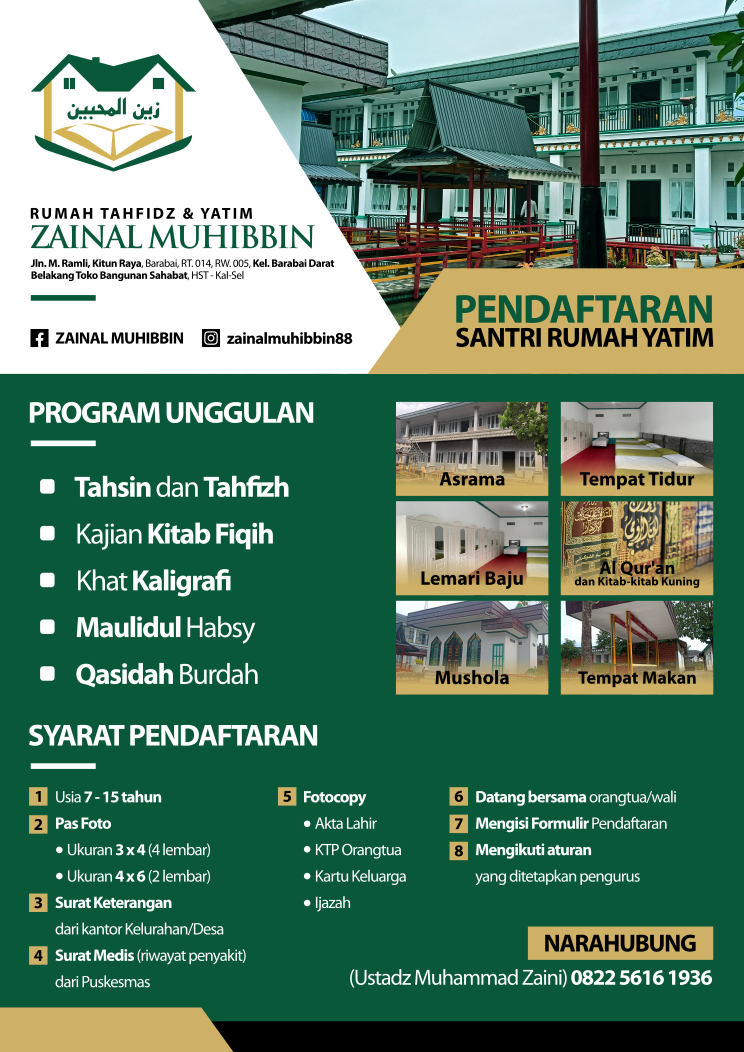 زين المحبين
RUMAH TAHFIDZ & YATIM
ZAINAL MUHIBBIN
Jln. M. Ramli, Kitun Raya, Barabai, RT. 014, RW. 005, Kel. Barabai Darat
Belakang Toko Bangunan Sahabat, HST - Kal-Sel
ZAINAL MUHIBBIN
zainalmuhibbin88
PENDAFTARAN
SANTRI RUMAH YATIM
PROGRAM UNGGULAN
Tahsin dan Tahfizh
Kajian Kitab Fiqih
Khat Kaligrafi
Maulidul Habsy
Qasidah Burdah
Asrama
Tempat Tidur
Lemari Baju
Al Qur'an
dan Kitab-kitab Kuning
Mushola
Tempat Makan
SYARAT PENDAFTARAN
1 Usia 7 - 15 tahun
2 Pas Foto
• Ukuran 3 x 4 (4 lembar)
• Ukuran 4 x 6 (2 lembar)
3 Surat Keterangan
dari kantor Kelurahan/Desa
4 Surat Medis (riwayat penyakit)
dari Puskesmas
5 Fotocopy
• Akta Lahir
• KTP Orangtua
• Kartu Keluarga
• Ijazah
6 Datang bersama orangtua/wali
7 Mengisi Formulir Pendaftaran
8 Mengikuti aturan
yang ditetapkan pengurus
NARAHUBUNG
(Ustadz Muhammad Zaini) 0822 5616 1936